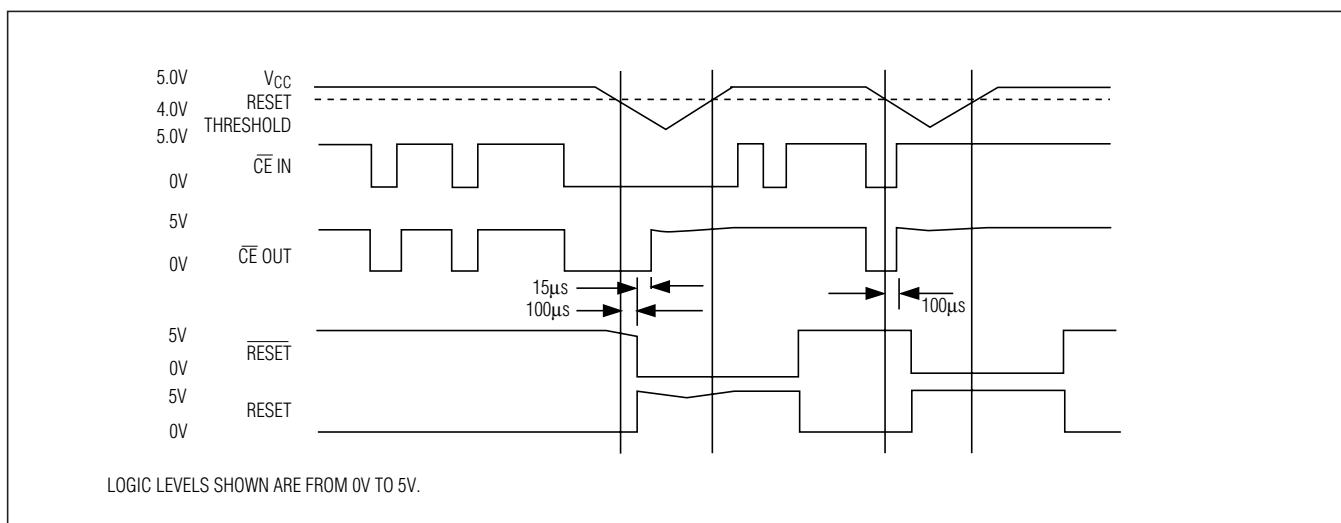 5.0V VCC
RESET
4.0V
THRESHOLD
5.0V
CE IN
0V
5V
CE OUT
0V
15µs
100µs
100µs
5V
RESET
0V
5V
RESET
0V
LOGIC LEVELS SHOWN ARE FROM 0V TO 5V.